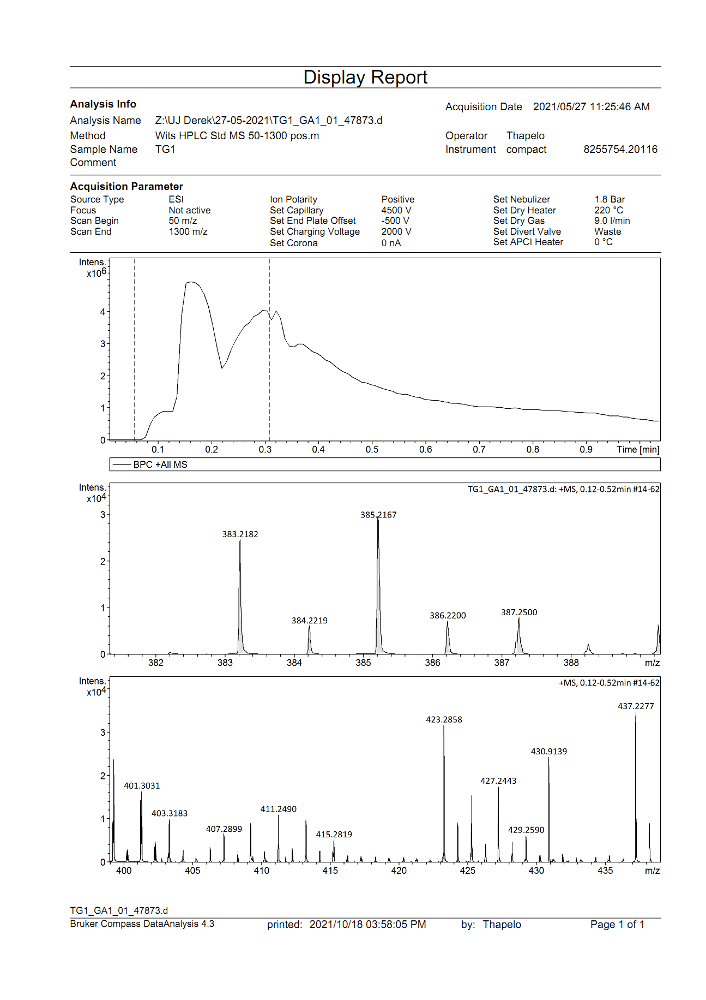 Display Report
Analysis Info
Acquisition Date 2021/05/27 11:25:46 AM
Analysis Name Z:\UJ Derek\27-05-2021\TG1_GA1_01_47873.d
Method Wits HPLC Std MS 50-1300 pos.m Operator Thapelo
Sample Name TG1 Instrument compact 8255754.20116
Comment
Acquisition Parameter
Source Type ESI Ion Polarity Positive Set Nebulizer 1.8 Bar
Focus Not active Set Capillary 4500 V Set Dry Heater 220 °C
Scan Begin 50 m/z Set End Plate Offset -500 V Set Dry Gas 9.0 l/min
Scan End 1300 m/z Set Charging Voltage 2000 V Set Divert Valve Waste
Set Corona 0 nA Set APCI Heater 0 °C
Intens.
x106
4
3
2
1
0
0.1 0.2 0.3 0.4 0.5 0.6 0.7 0.8 0.9 Time [min]
BPC +All MS
Intens.
x104
TG1_GA1_01_47873.d: +MS, 0.12-0.52min #14-62
3
385.2167
383.2182
2
1
387.2500
386.2200
384.2219
0
382 383 384 385 386 387 388 m/z
Intens.
x104
+MS, 0.12-0.52min #14-62
437.2277
423.2858
3
430.9139
2
427.2443
401.3031
411.2490
403.3183
1
407.2899
429.2590
415.2819
0
400 405 410 415 420 425 430 435 m/z
TG1_GA1_01_47873.d
Bruker Compass DataAnalysis 4.3 printed: 2021/10/18 03:58:05 PM by: Thapelo Page 1 of 1